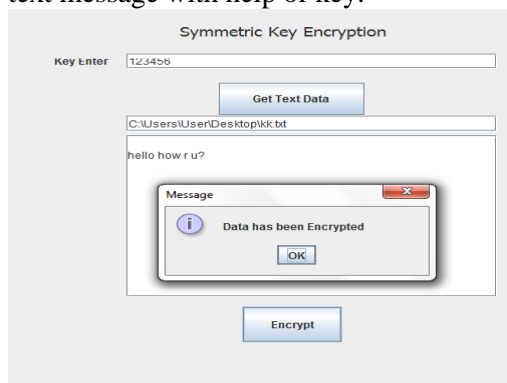 text message with help of key.
Symmetric Key Encryption
Key Enter 123456
Get Text Data
C:\Users\User\Desktop\kk.txt
hello how r u?
Message
Data has been Encrypted
OK
Encrypt